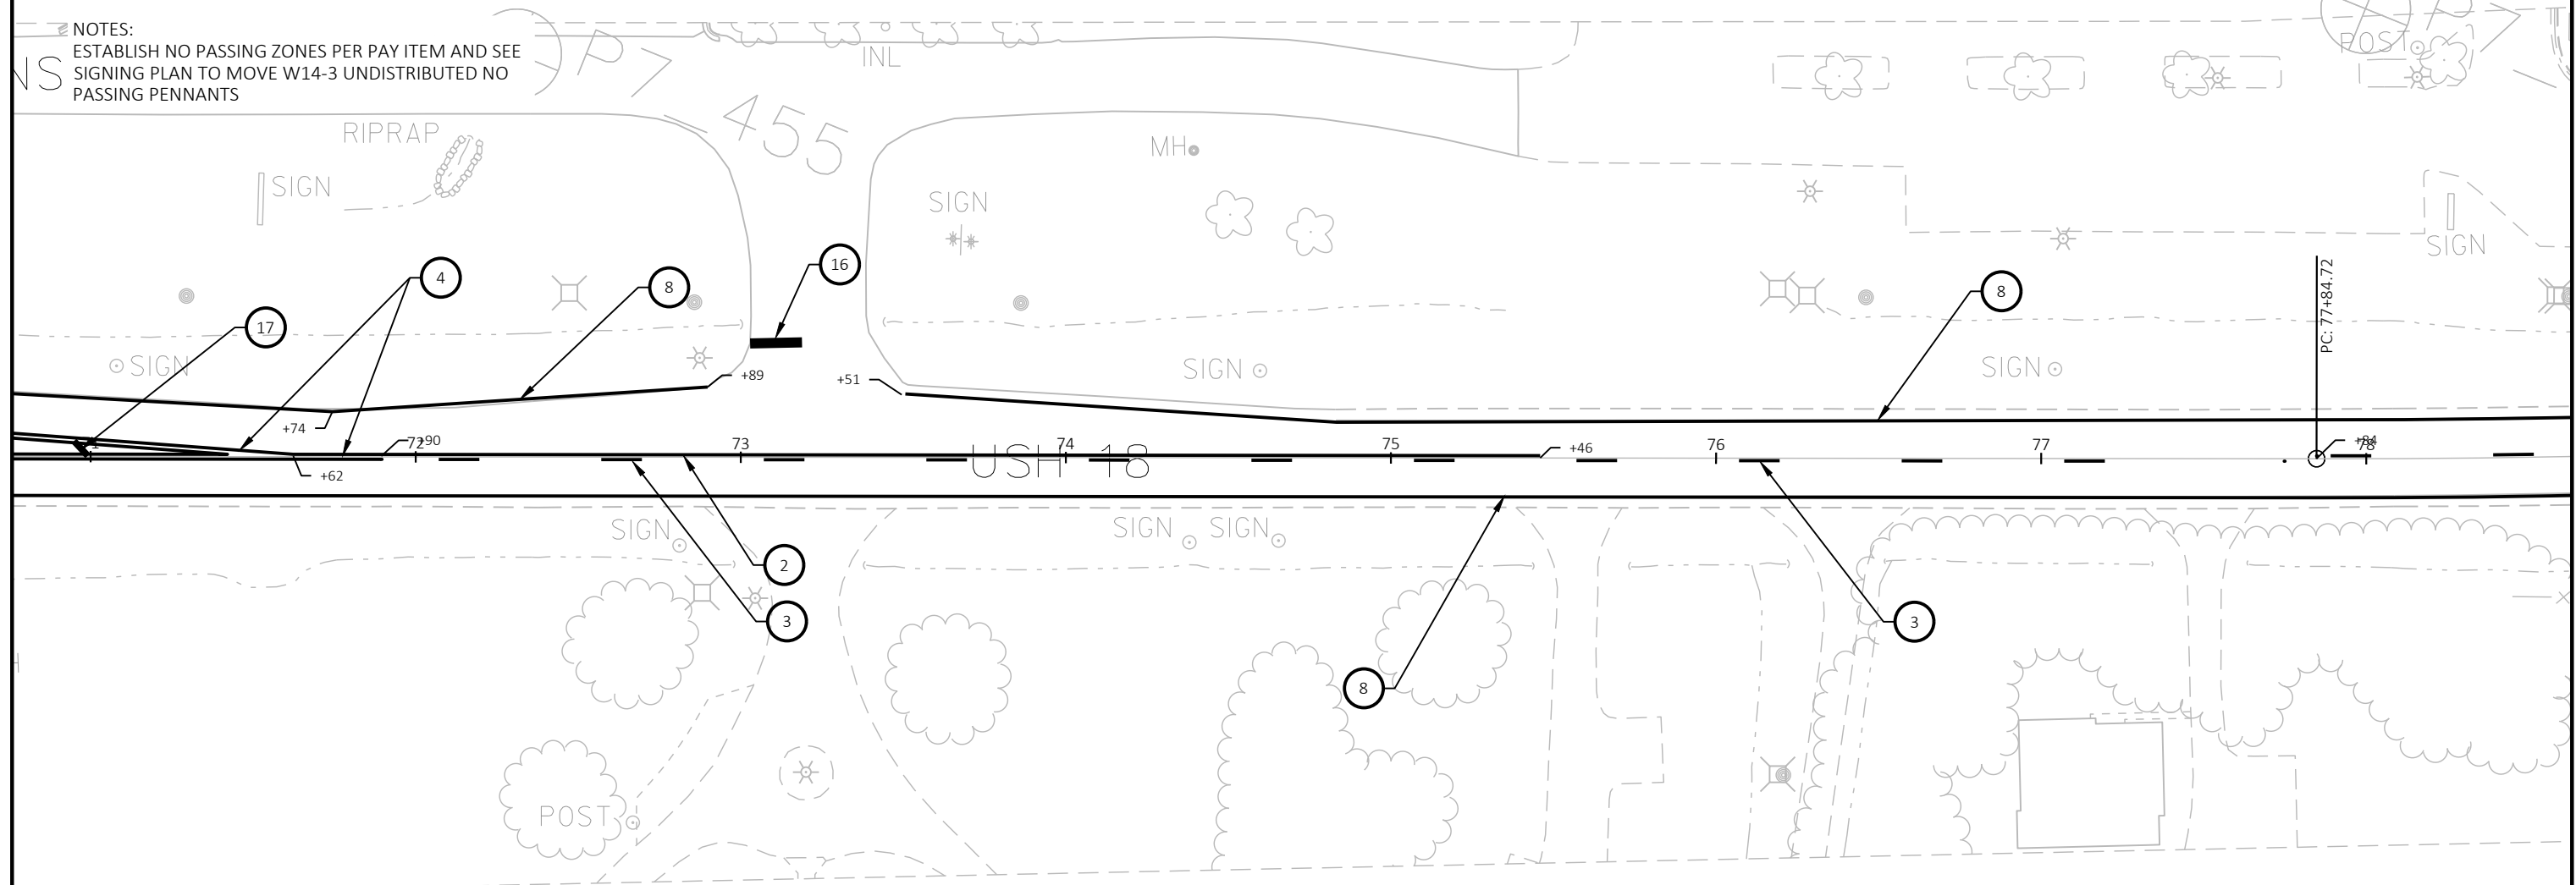 NOTES:
ESTABLISH NO PASSING ZONES PER PAY ITEM AND SEE
SIGNING PLAN TO MOVE W14-3 UNDISTRIBUTED NO
PASSING PENNANTS
NS
P7
455
INL
POST
RIPRAP
MH
SIGN
SIGN
SIGN
4
8
16
8
17
PC: 77+84.72
SIGN
SIGN
SIGN
+89
+51
+74
72
+90
73
74
75
+46
76
77
+84
78
USH 18
+62
SIGN
SIGN
SIGN
2
3
3
8
POST